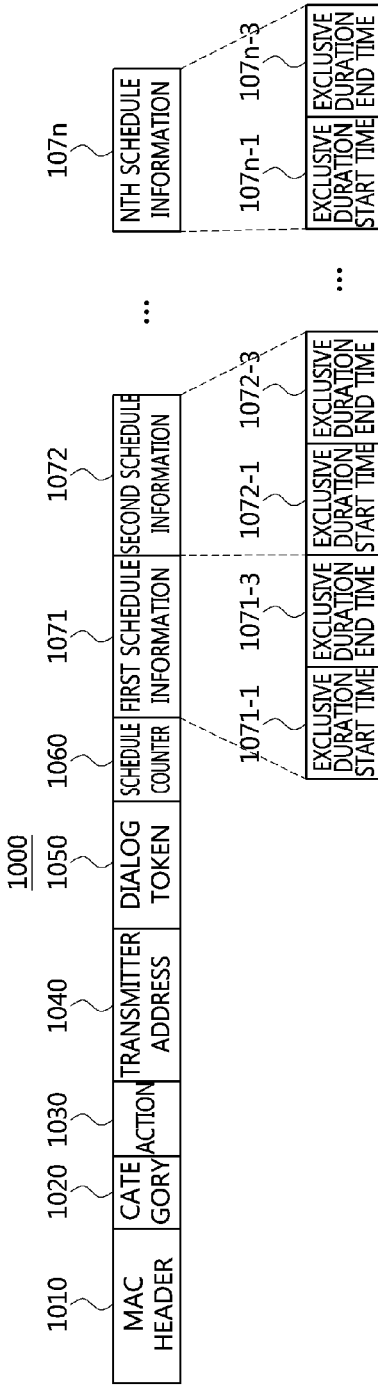 1000
1010
1020
1030
1040
1050
1060
1071
1072
107n
MAC
HEADER
CATE
GORY
ACTION
TRANSMITTER
ADDRESS
DIALOG
TOKEN
SCHEDULE
COUNTER
FIRST SCHEDULE
INFORMATION
SECOND SCHEDULE
INFORMATION
...
NTH SCHEDULE
INFORMATION
1071-1
1071-3
1072-1
1072-3
107n-1
107n-3
EXCLUSIVE
DURATION
START TIME
EXCLUSIVE
DURATION
END TIME
EXCLUSIVE
DURATION
START TIME
EXCLUSIVE
DURATION
END TIME
...
EXCLUSIVE
DURATION
START TIME
EXCLUSIVE
DURATION
END TIME